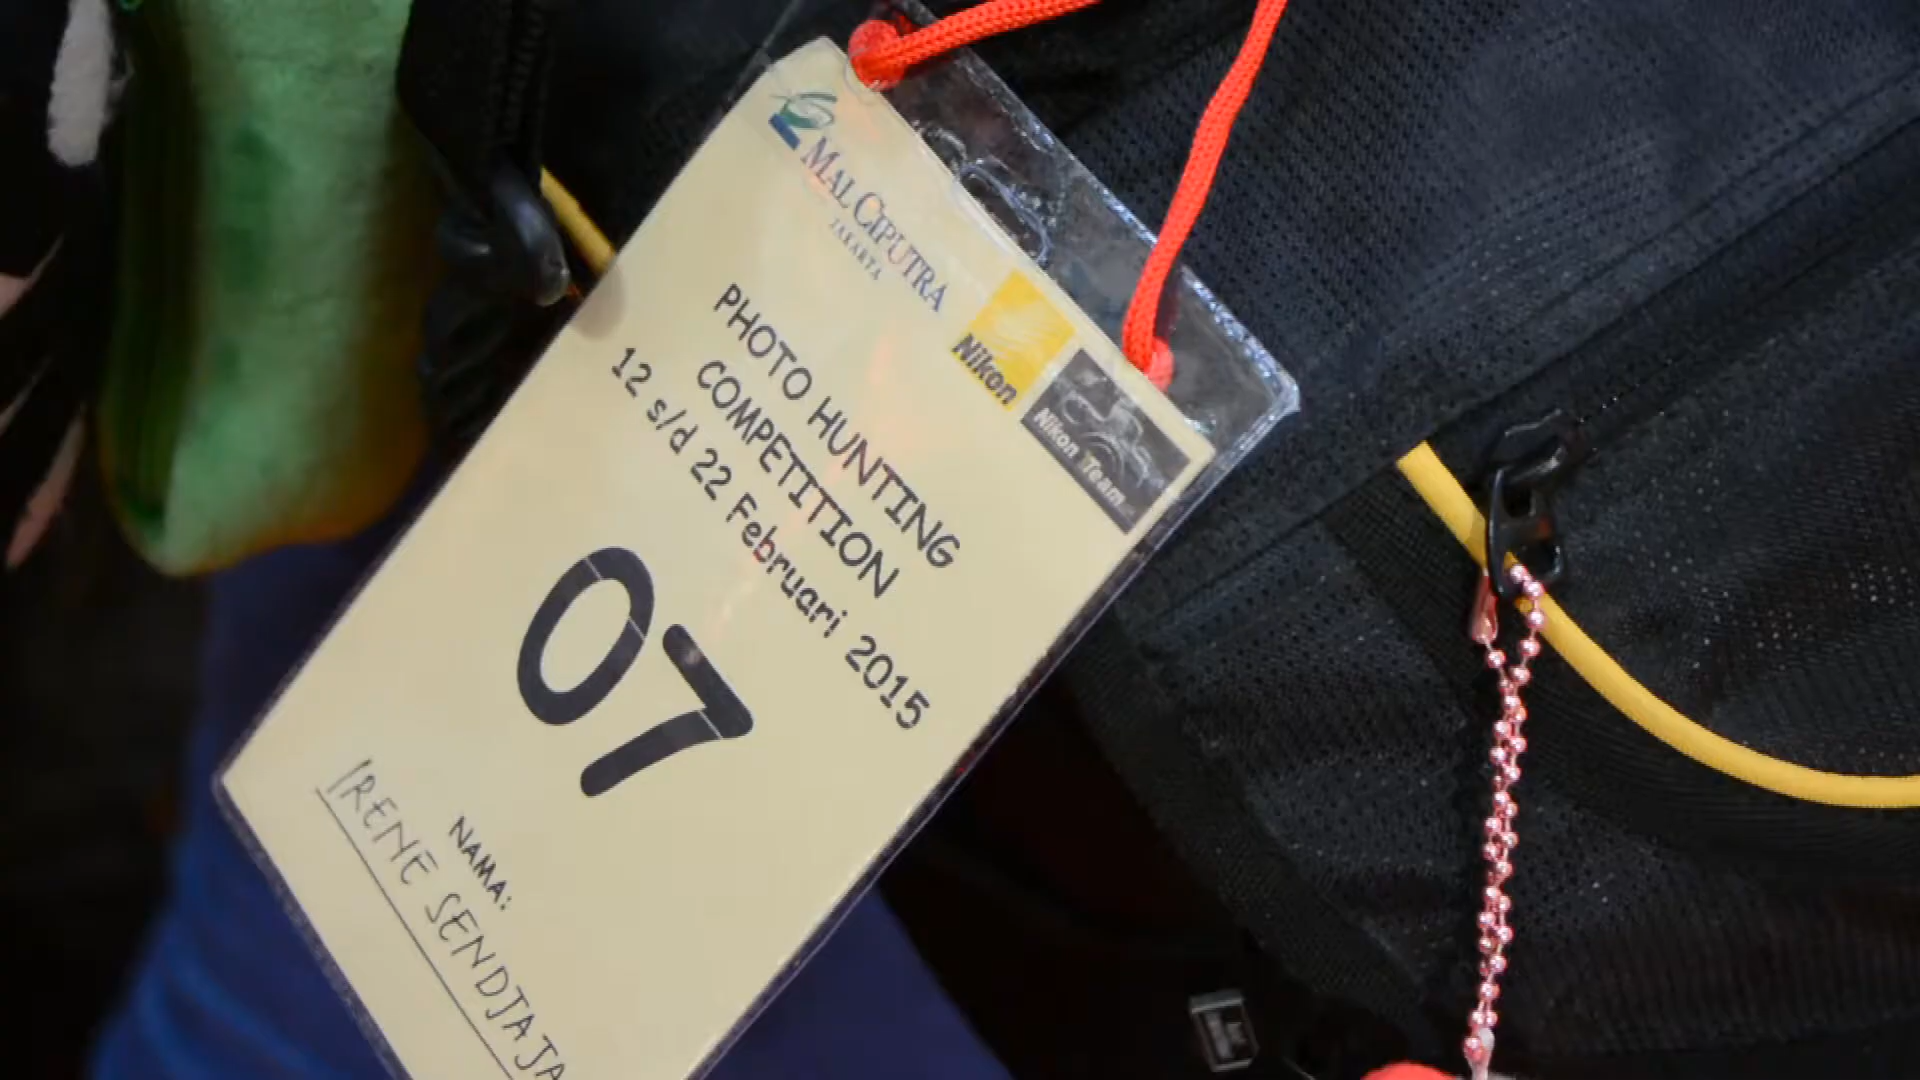 MAL CIPUTRA
JAKARTA
Nikon
Nikon Team
PHOTO HUNTING
COMPETITION
12 s/d 22 Februari 2015
07
NAMA:
IRENE SENDJAJA